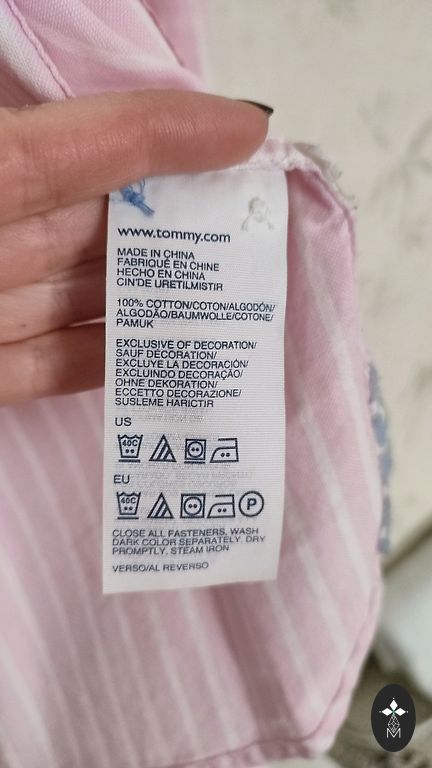 www.tommy.com
MADE IN CHINA
FABRIQUÉ EN CHINE
HECHO EN CHINA
CIN'DE URETILMISTIR
100% COTTON/COTON/ALGODÓN/
ALGODÃO/BAUMWOLLE/COTONE/
PAMUK
EXCLUSIVE OF DECORATION/
SAUF DÉCORATION/
EXCLUYE LA DECORACIÓN/
EXCLUINDO DECORAÇÃO/
OHNE DEKORATION/
ECCETTO DECORAZIONE/
SUSLEME HARICTIR
US
40C
EU
40C P
CLOSE ALL FASTENERS, WASH
DARK COLOR SEPARATELY, DRY
PROMPTLY, STEAM IRON
VERSO/AL REVERSO
M